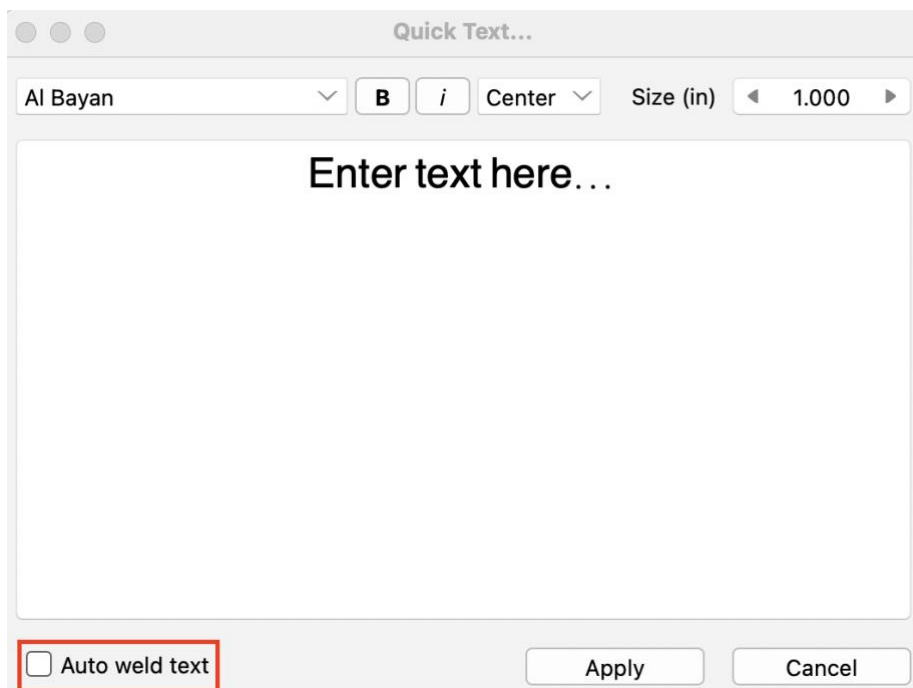 Quick Text...
Al Bayan B i Center Size (in) 1.000
Enter text here...
Auto weld text Apply Cancel